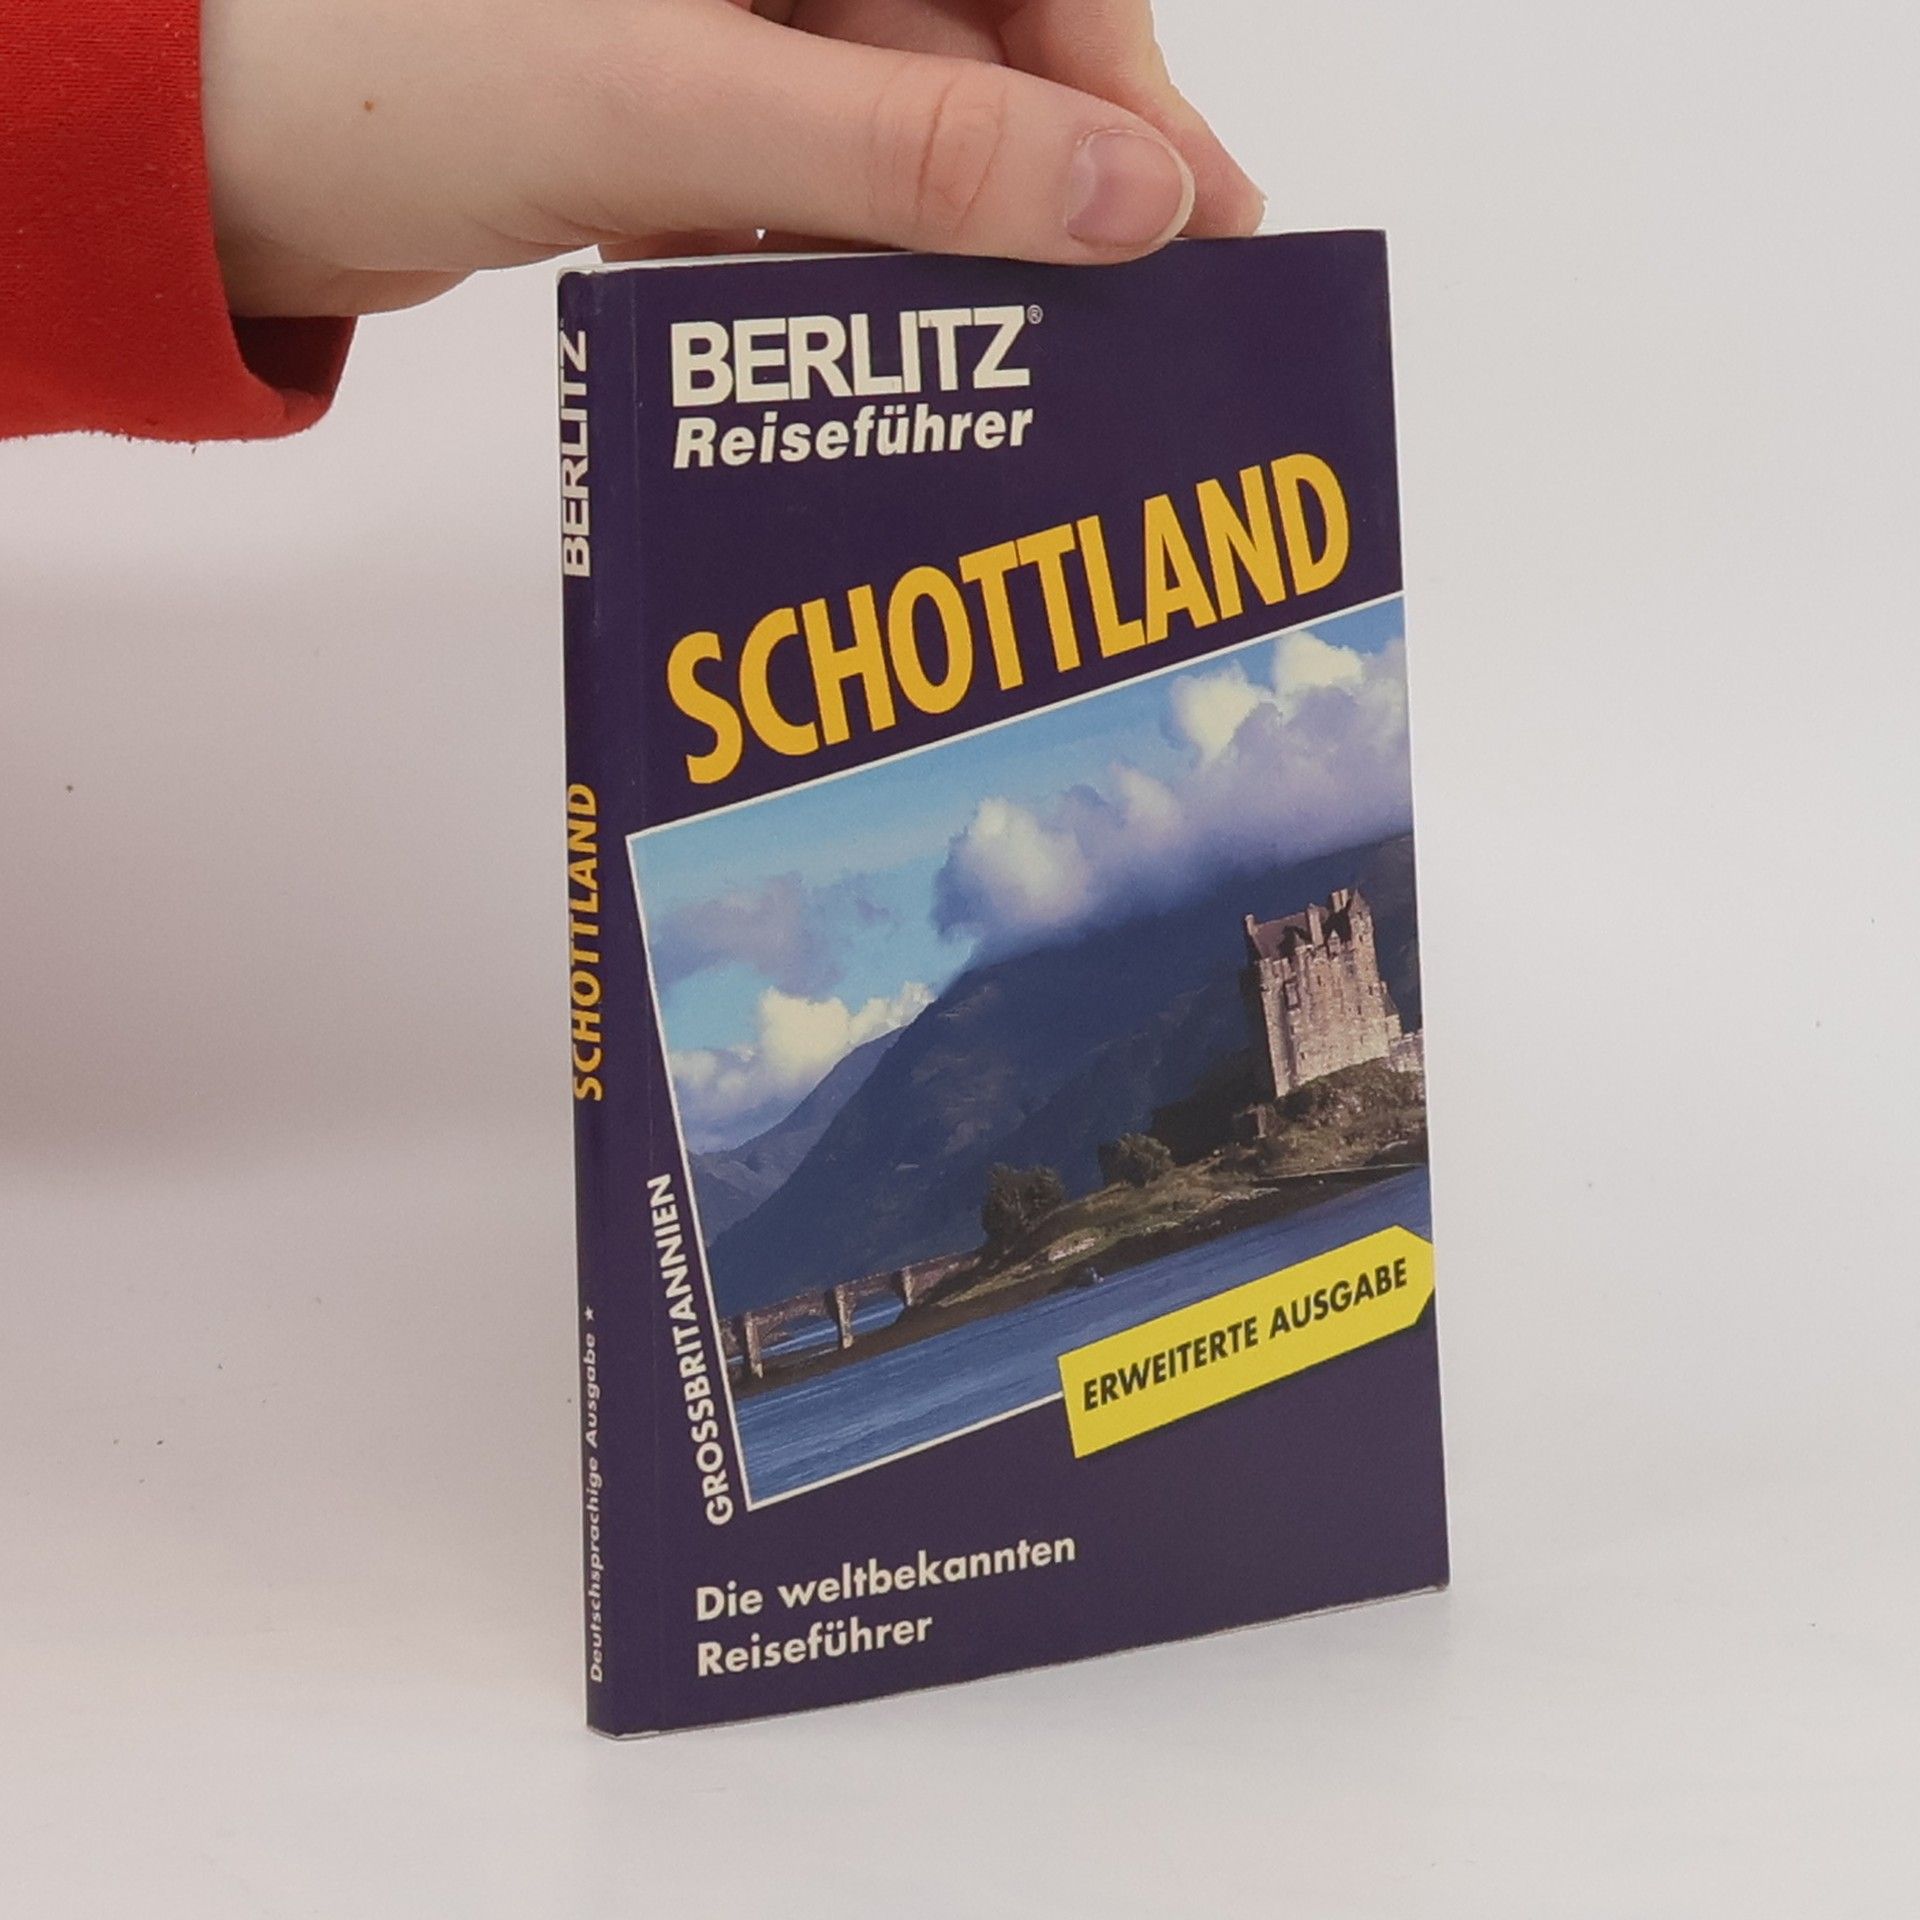 BERLITZ®
Reiseführer
SCHOTTLAND
GROSSBRITANNIEN
ERWEITERTE AUSGABE
Die weltbekannten
Reiseführer
BERLITZ
SCHOTTLAND
Deutschsprachige Ausgabe ★